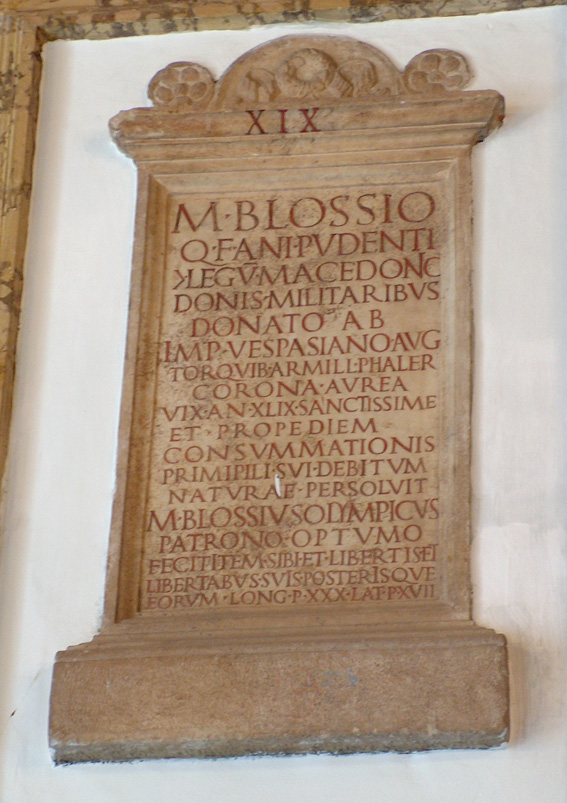 XIX
M·BLOSSIO
Q·F·ANI·PUDENTI
LEG·V·MACEDONIC
DONIS·MILITARIBVS
DONATO AB
IMP·VESPASIANO·AVG
TORQVIB·ARMILL·PHALER
CORONA·AVREA
VIX·AN·XLIX·SANCTISSIME
ET·PROPEDIEM
CONSVMMATIONIS
PRIMIPILI·SVI·DEBITVM
NATVRAE·PERSOLVIT
M·BLOSSIVS·OLYMPICVS
PATRONO·OPTVMO
FECIT·ITEM·SIBI·ET·LIBERTIS·ET
LIBERTABVS·SVIS·POSTERISQVE
EORVM·LONG·P·XXX·LAT·P·XVII